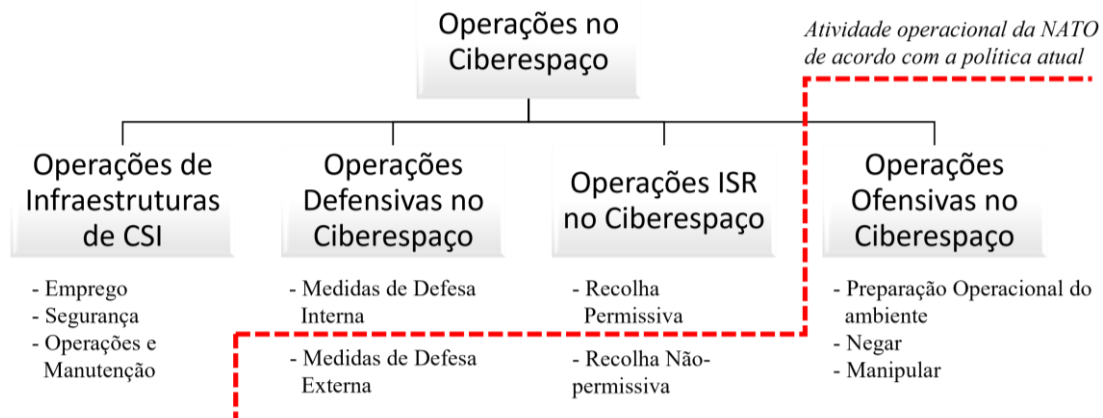 Operações no
Ciberespaço
Atividade operacional da NATO
de acordo com a política atual
Operações de
Infraestruturas
de CSI
- Emprego
- Segurança
- Operações e
Manutenção
Operações
Defensivas no
Ciberespaço
- Medidas de Defesa
Interna
- Medidas de Defesa
Externa
Operações ISR
no Ciberespaço
- Recolha
Permissiva
- Recolha Não-
permissiva
Operações
Ofensivas no
Ciberespaço
- Preparação Operacional do
ambiente
- Negar
- Manipular